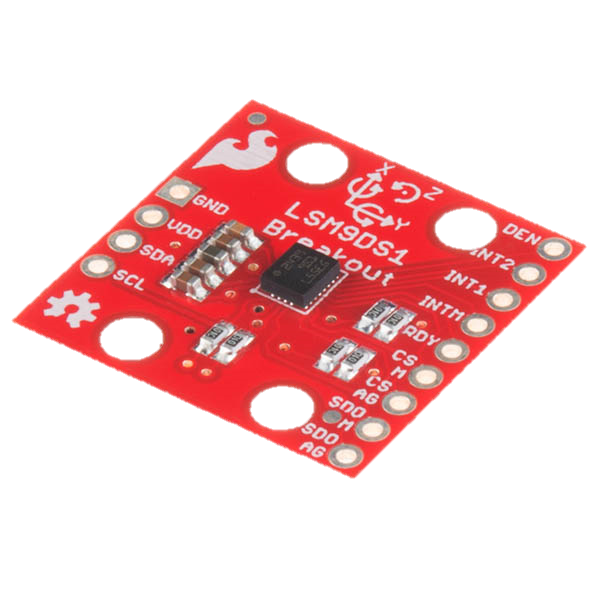 X
Z
Y
LSM9DS1
Breakout
GND
VDD
SDA
SCL
DEN
INT2
INT1
INTM
RDY
CS
M
CS
AG
SDO
M
SDO
AG